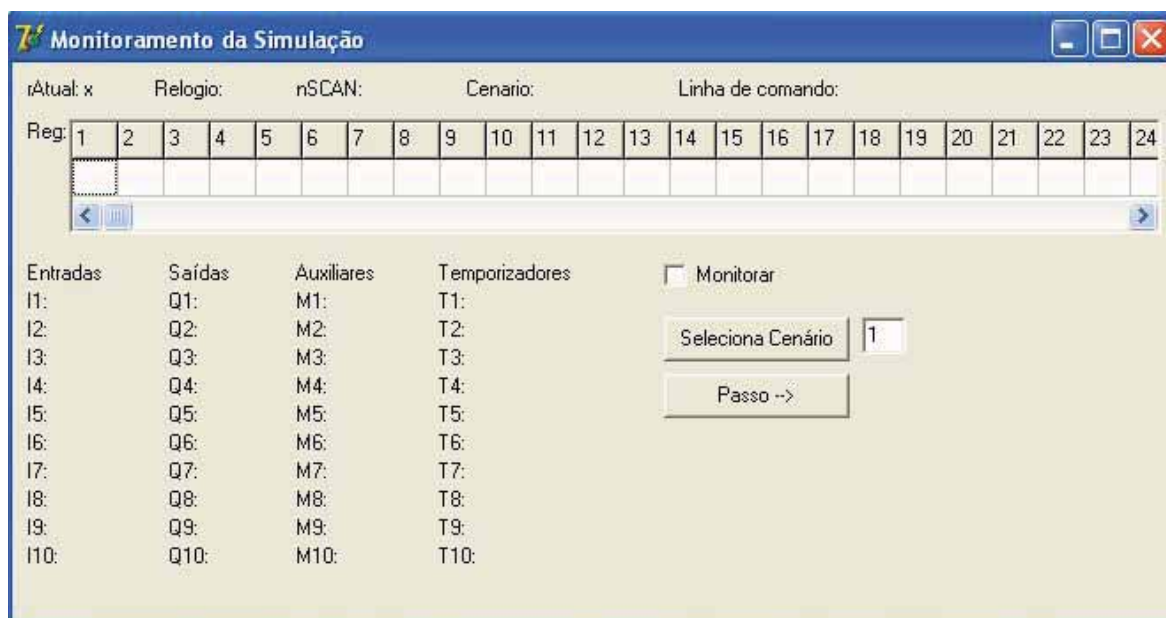 Monitoramento da Simulação
rAtual: x Relogio: nSCAN: Cenario: Linha de comando:
Reg: 1 2 3 4 5 6 7 8 9 10 11 12 13 14 15 16 17 18 19 20 21 22 23 24
Entradas Saídas Auxiliares Temporizadores Monitorar
I1: Q1: M1: T1:
I2: Q2: M2: T2:
Seleciona Cenário 1
I3: Q3: M3: T3:
I4: Q4: M4: T4:
Passo -->
I5: Q5: M5: T5:
I6: Q6: M6: T6:
I7: Q7: M7: T7:
I8: Q8: M8: T8:
I9: Q9: M9: T9:
I10: Q10: M10: T10: